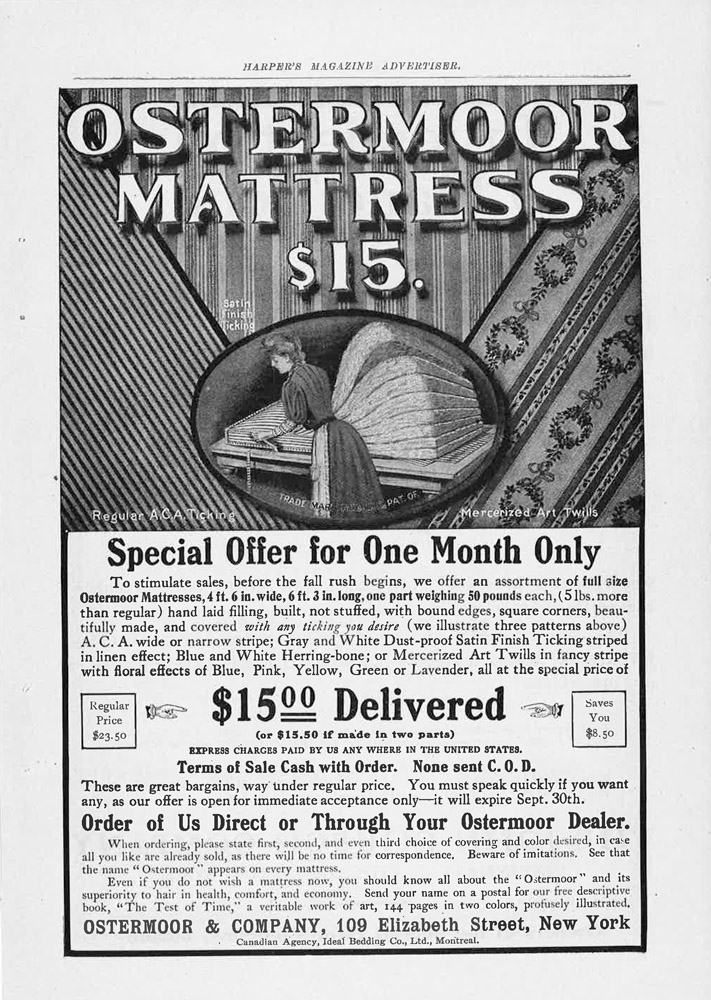 HARPER'S MAGAZINE ADVERTISER.
OSTERMOOR
MATTRESS
$15.
Satin
Finish
Ticking
TRADE MARK PAT. OF.
Regular A.C.A. Ticking
Mercerized Art Twills
Special Offer for One Month Only
To stimulate sales, before the fall rush begins, we offer an assortment of full size
Ostermoor Mattresses, 4 ft. 6 in. wide, 6 ft. 3 in. long, one part weighing 50 pounds each, (5 lbs. more
than regular) hand laid filling, built, not stuffed, with bound edges, square corners, beau-
tifully made, and covered with any ticking you desire (we illustrate three patterns above)
A. C. A. wide or narrow stripe; Gray and White Dust-proof Satin Finish Ticking striped
in linen effect; Blue and White Herring-bone; or Mercerized Art Twills in fancy stripe
with floral effects of Blue, Pink, Yellow, Green or Lavender, all at the special price of
Regular
Price
$23.50
$15.00 Delivered
Saves
You
$8.50
(or $15.50 if made in two parts)
EXPRESS CHARGES PAID BY US ANY WHERE IN THE UNITED STATES.
Terms of Sale Cash with Order. None sent C. O. D.
These are great bargains, way under regular price. You must speak quickly if you want
any, as our offer is open for immediate acceptance only—it will expire Sept. 30th.
Order of Us Direct or Through Your Ostermoor Dealer.
When ordering, please state first, second, and even third choice of covering and color desired, in case
all you like are already sold, as there will be no time for correspondence. Beware of imitations. See that
the name "Ostermoor" appears on every mattress.
Even if you do not wish a mattress now, you should know all about the "Ostermoor" and its
superiority to hair in health, comfort, and economy. Send your name on a postal for our free descriptive
book, "The Test of Time," a veritable work of art, 144 pages in two colors, profusely illustrated.
OSTERMOOR & COMPANY, 109 Elizabeth Street, New York
Canadian Agency, Ideal Bedding Co., Ltd., Montreal.